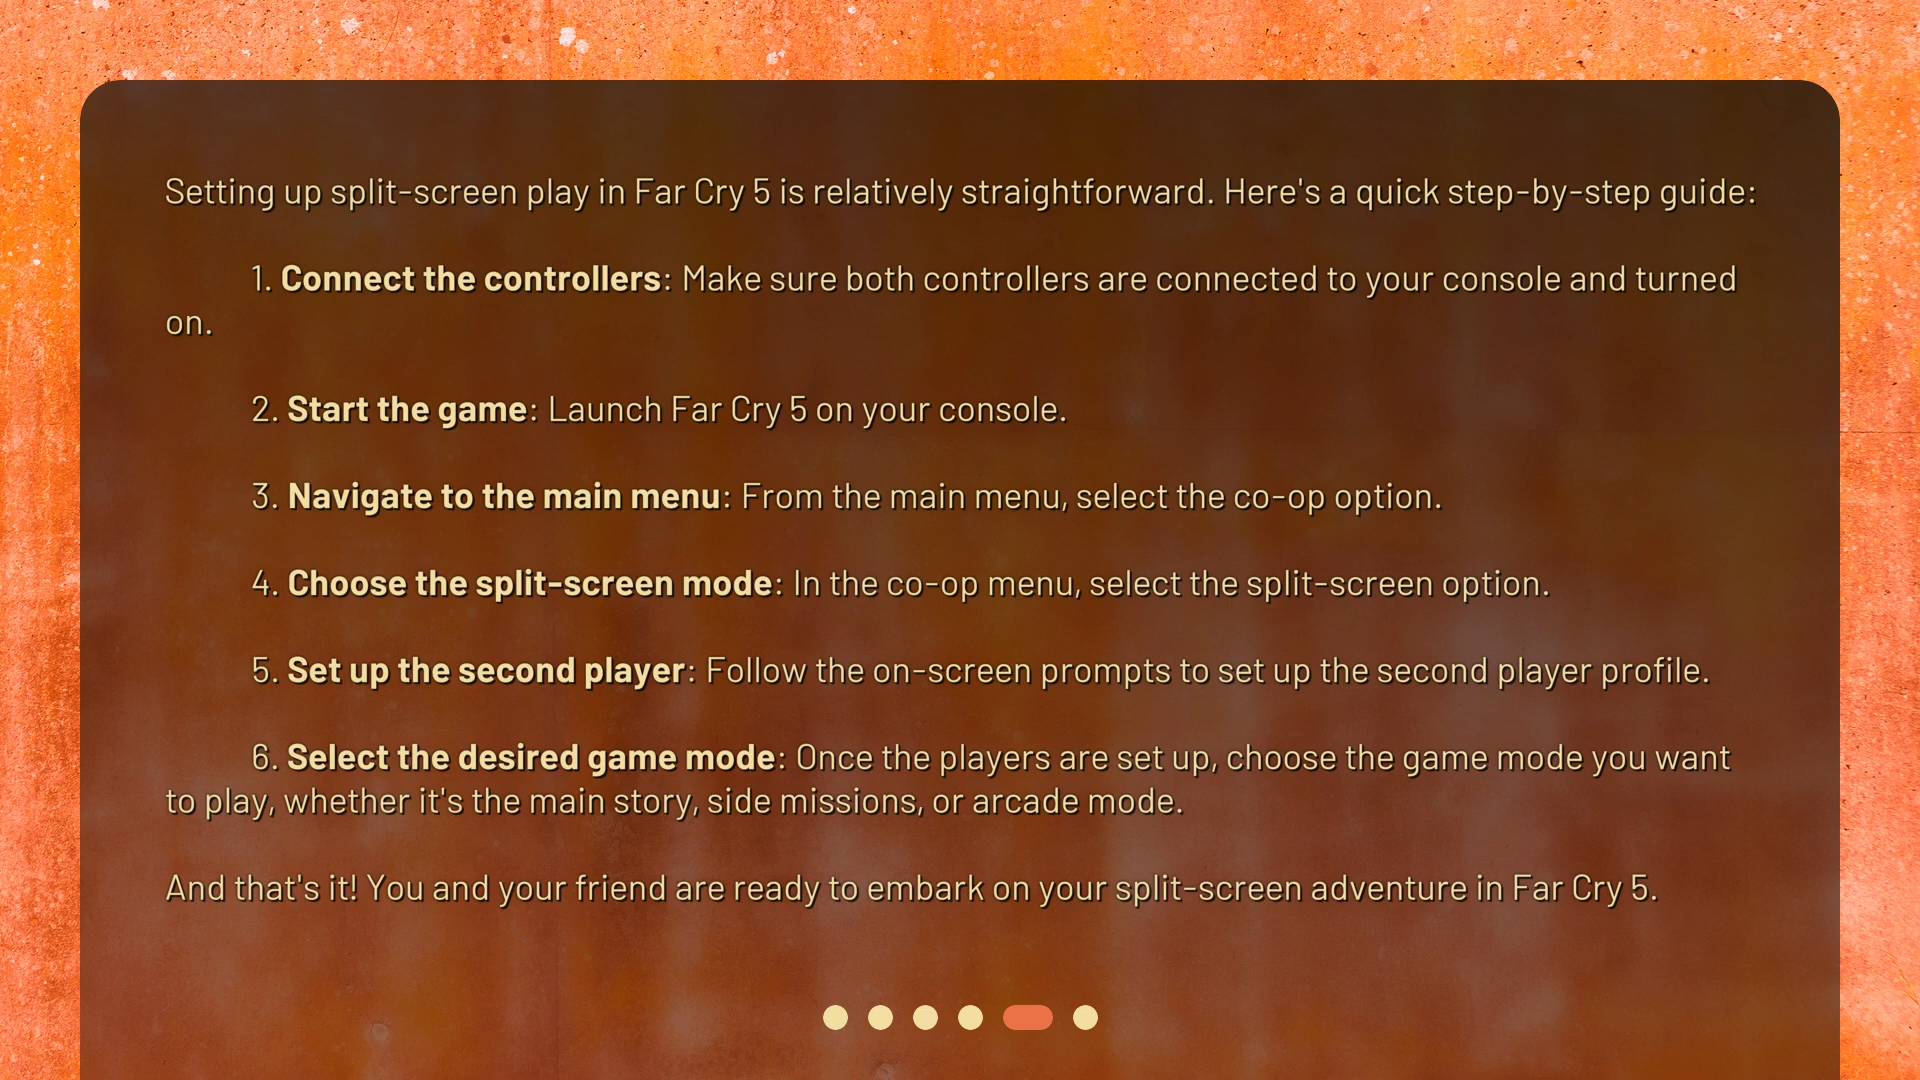 Setting up split-screen play in Far Cry 5 is relatively straightforward. Here's a quick step-by-step guide:
1. Connect the controllers: Make sure both controllers are connected to your console and turned
on.
2. Start the game: Launch Far Cry 5 on your console.
3. Navigate to the main menu: From the main menu, select the co-op option.
4. Choose the split-screen mode: In the co-op menu, select the split-screen option.
5. Set up the second player: Follow the on-screen prompts to set up the second player profile.
6. Select the desired game mode: Once the players are set up, choose the game mode you want
to play, whether it's the main story, side missions, or arcade mode.
And that's it! You and your friend are ready to embark on your split-screen adventure in Far Cry 5.